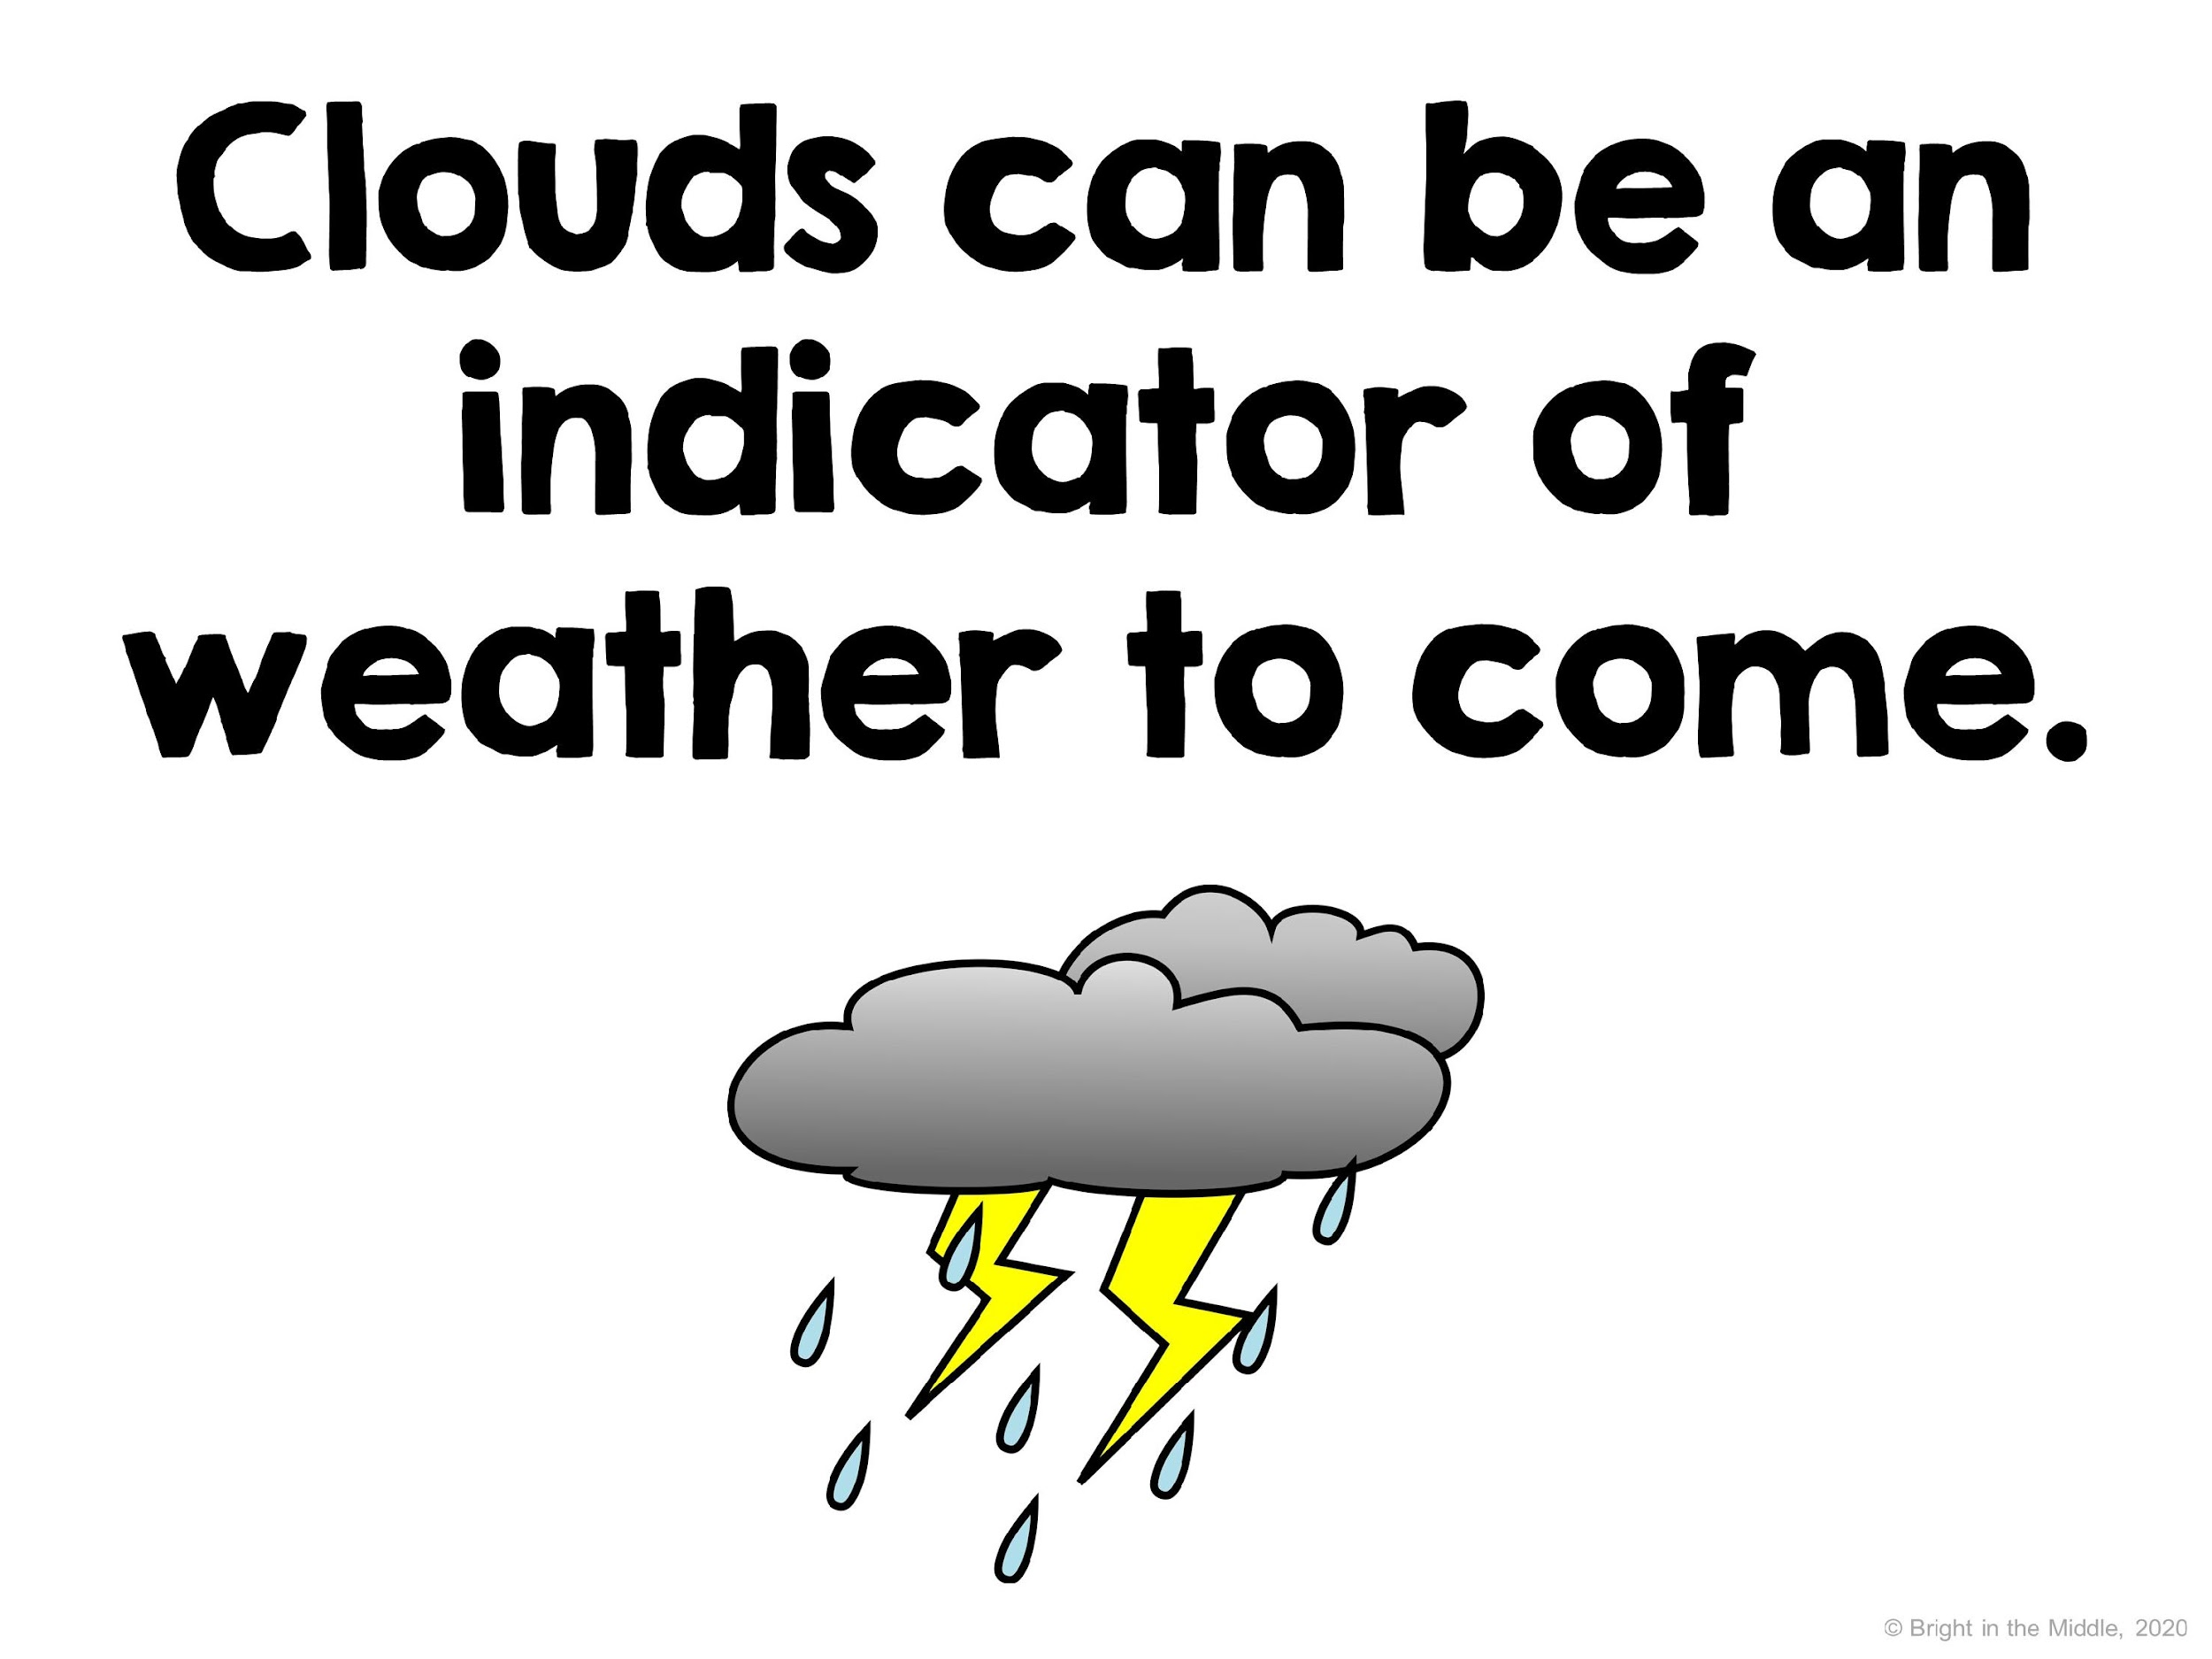 Clouds can be an
indicator of
weather to come.
© Bright in the Middle, 2020